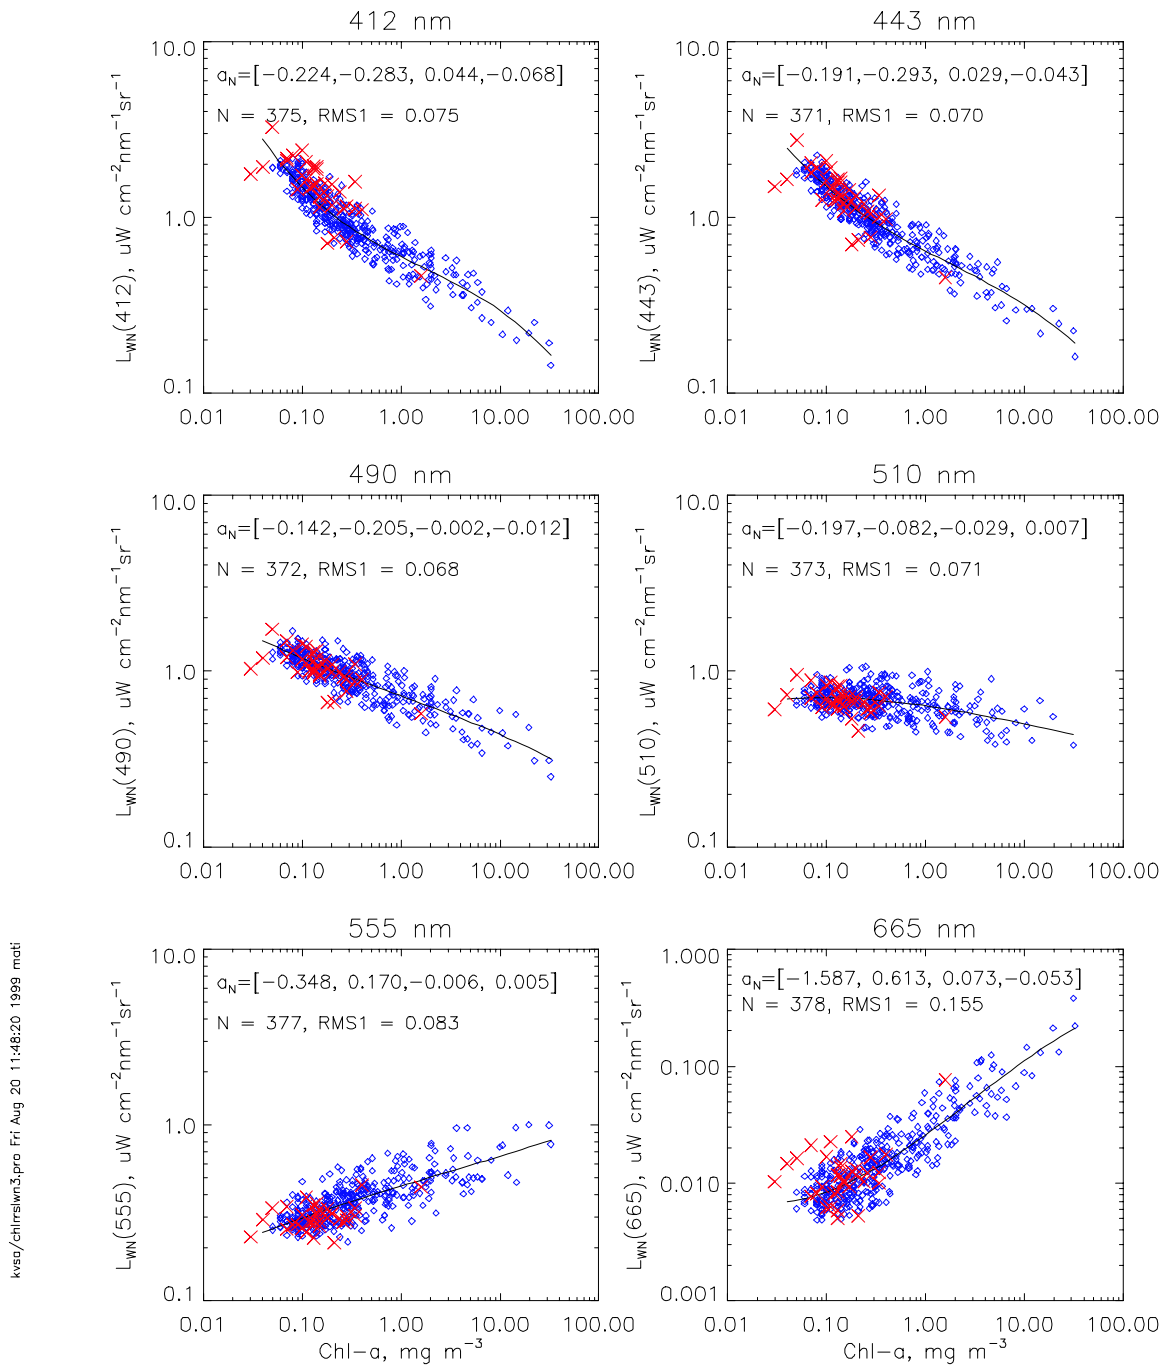 412 nm
10.0
1.0
0.1
L_WN(412), uW cm^−2nm^−1sr^−1
a_N=[−0.224,−0.283, 0.044,−0.068]
N = 375, RMS1 = 0.075
0.01 0.10 1.00 10.00 100.00
443 nm
10.0
1.0
0.1
L_WN(443), uW cm^−2nm^−1sr^−1
a_N=[−0.191,−0.293, 0.029,−0.043]
N = 371, RMS1 = 0.070
0.01 0.10 1.00 10.00 100.00
490 nm
10.0
1.0
0.1
L_WN(490), uW cm^−2nm^−1sr^−1
a_N=[−0.142,−0.205,−0.002,−0.012]
N = 372, RMS1 = 0.068
0.01 0.10 1.00 10.00 100.00
510 nm
10.0
1.0
0.1
L_WN(510), uW cm^−2nm^−1sr^−1
a_N=[−0.197,−0.082,−0.029, 0.007]
N = 373, RMS1 = 0.071
0.01 0.10 1.00 10.00 100.00
555 nm
10.0
1.0
0.1
L_WN(555), uW cm^−2nm^−1sr^−1
a_N=[−0.348, 0.170,−0.006, 0.005]
N = 377, RMS1 = 0.083
0.01 0.10 1.00 10.00 100.00
Chl−a, mg m^−3
665 nm
1.000
0.100
0.010
0.001
L_WN(665), uW cm^−2nm^−1sr^−1
a_N=[−1.587, 0.613, 0.073,−0.053]
N = 378, RMS1 = 0.155
0.01 0.10 1.00 10.00 100.00
Chl−a, mg m^−3
kvsa/chlrrslwn3.pro Fri Aug 20 11:48:20 1999 mati